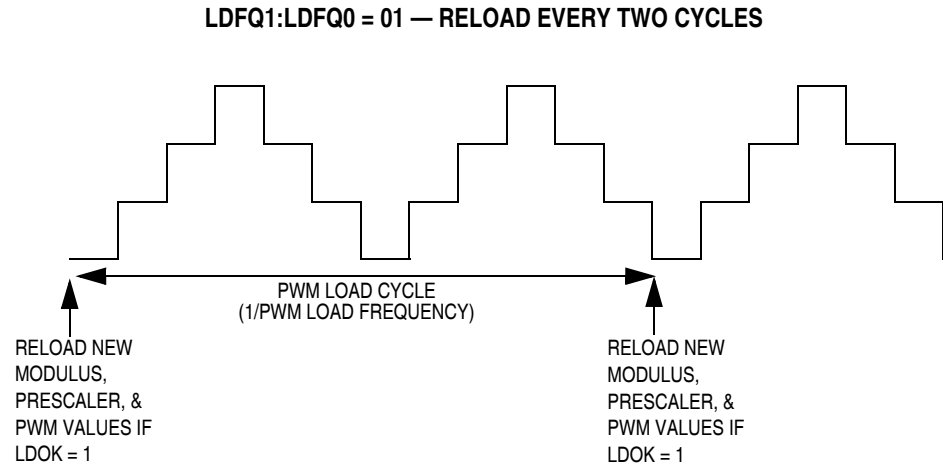 LDFQ1:LDFQ0 = 01 — RELOAD EVERY TWO CYCLES
PWM LOAD CYCLE
(1/PWM LOAD FREQUENCY)
RELOAD NEW
MODULUS,
PRESCALER, &
PWM VALUES IF
LDOK = 1
RELOAD NEW
MODULUS,
PRESCALER, &
PWM VALUES IF
LDOK = 1